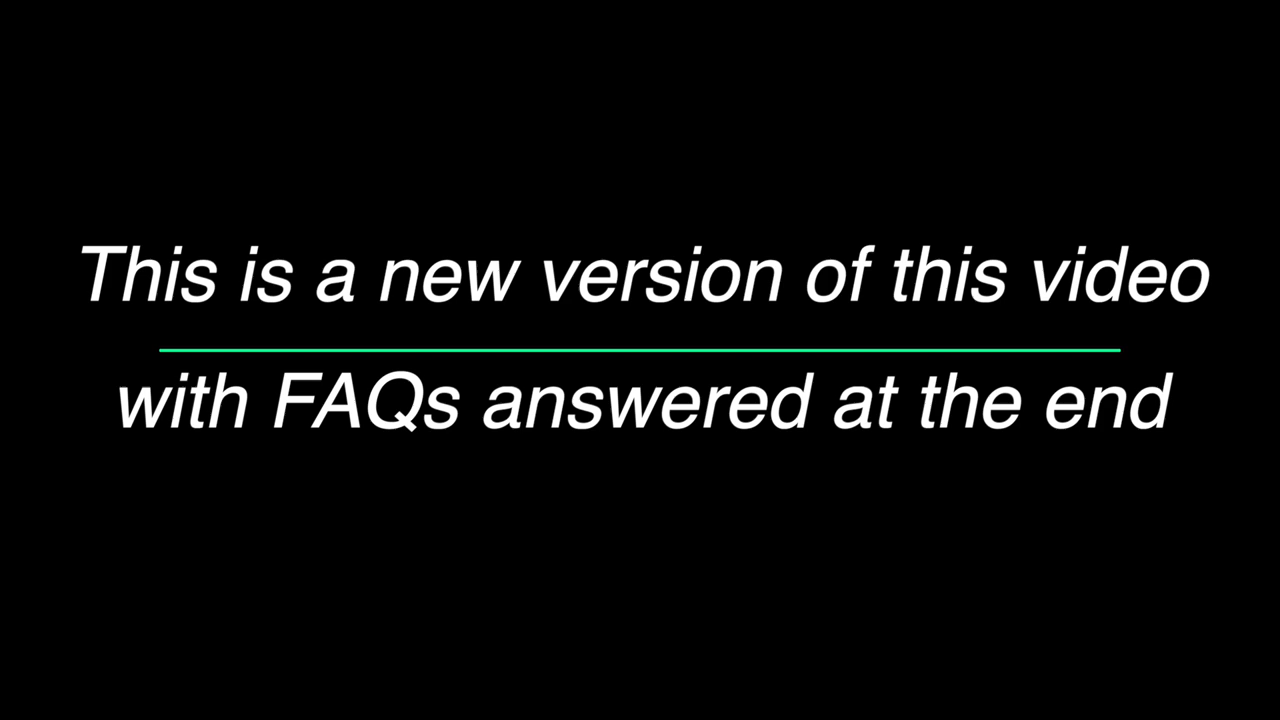 This is a new version of this video
with FAQs answered at the end